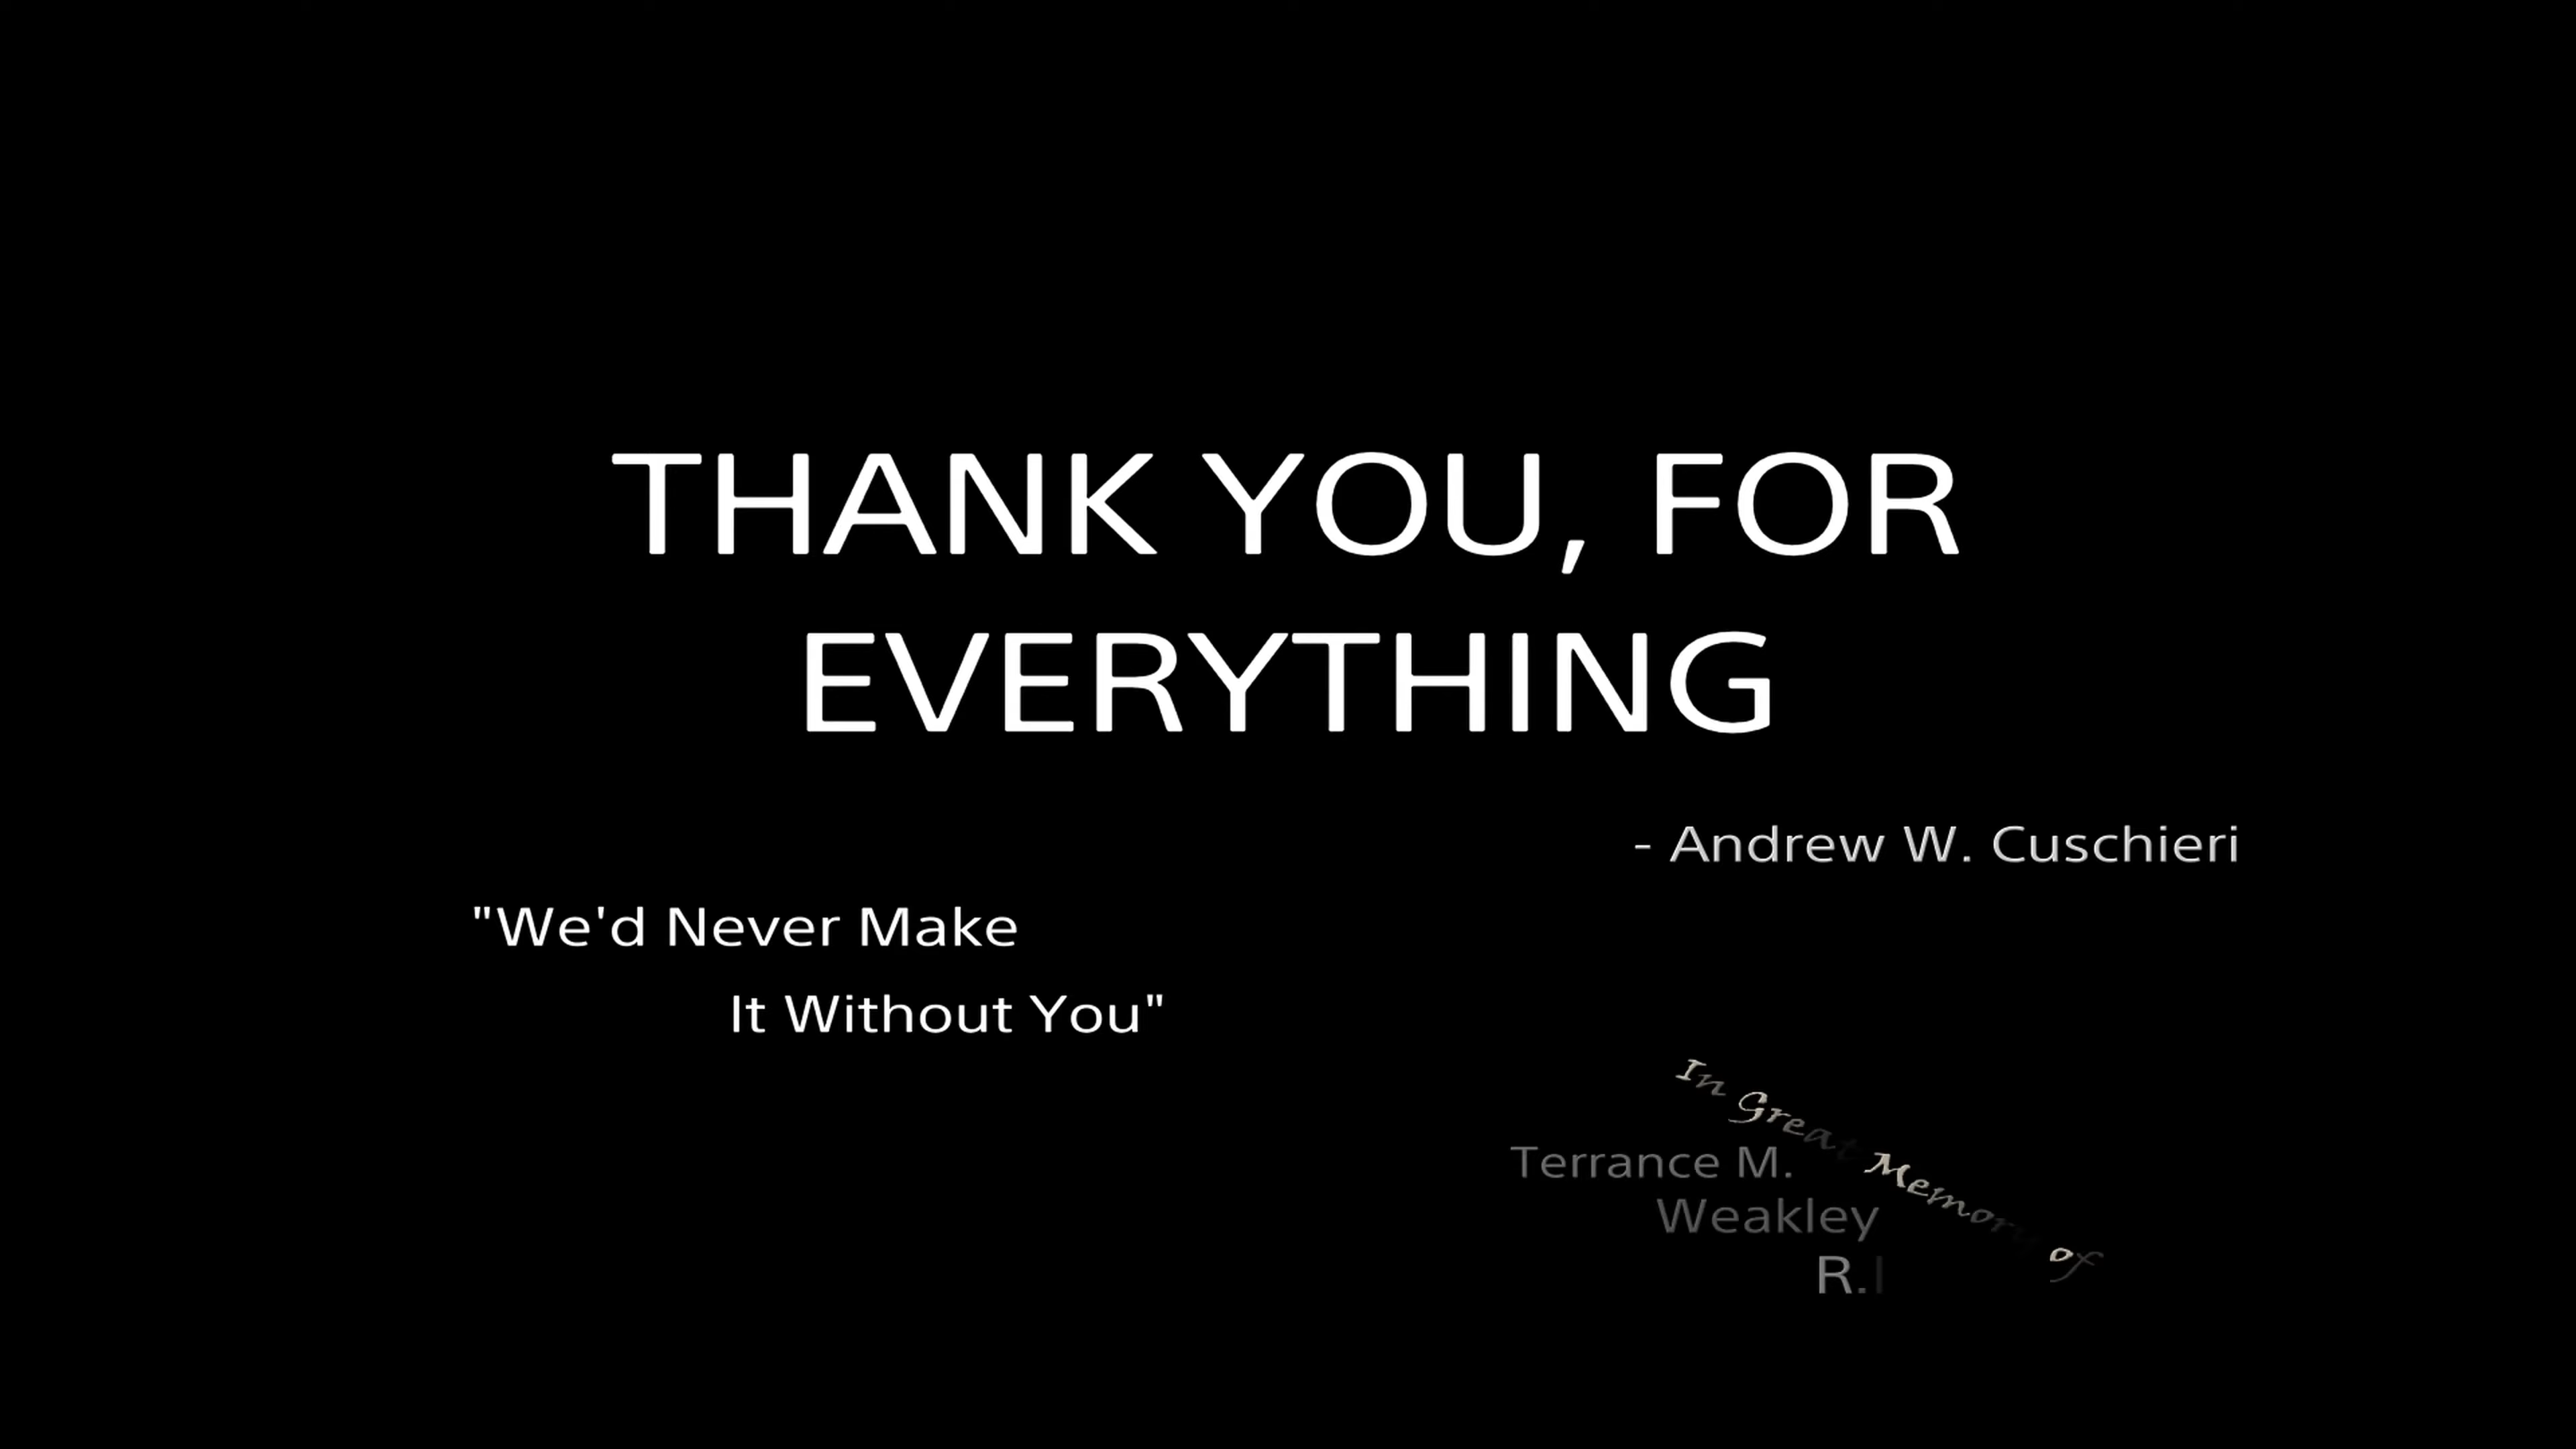 THANK YOU, FOR
EVERYTHING
- Andrew W. Cuschieri
"We'd Never Make
It Without You"
In Great Memory of
Terrance M.
Weakley
R.I